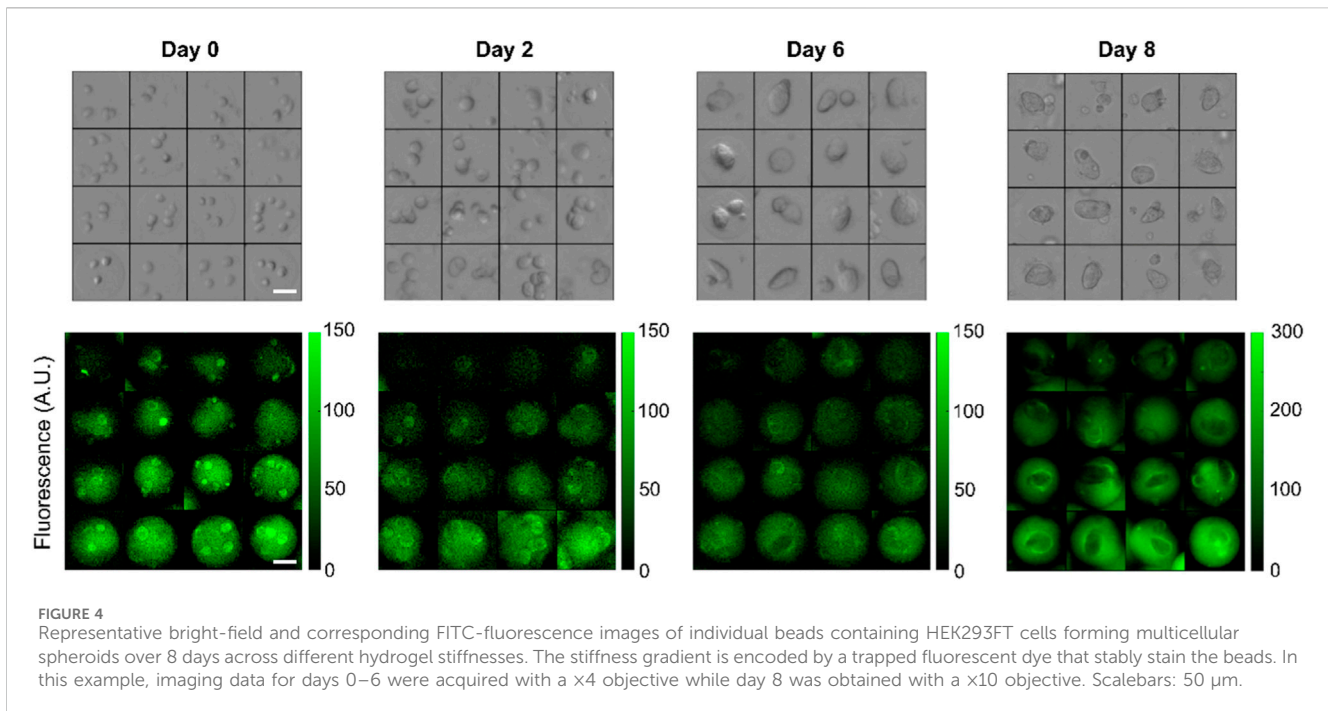 Day 0
Day 2
Day 6
Day 8
Fluorescence (A.U.)
150
100
50
0
150
100
50
0
150
100
50
0
300
200
100
0
FIGURE 4
Representative bright-field and corresponding FITC-fluorescence images of individual beads containing HEK293FT cells forming multicellular
spheroids over 8 days across different hydrogel stiffnesses. The stiffness gradient is encoded by a trapped fluorescent dye that stably stain the beads. In
this example, imaging data for days 0–6 were acquired with a ×4 objective while day 8 was obtained with a ×10 objective. Scalebars: 50 µm.